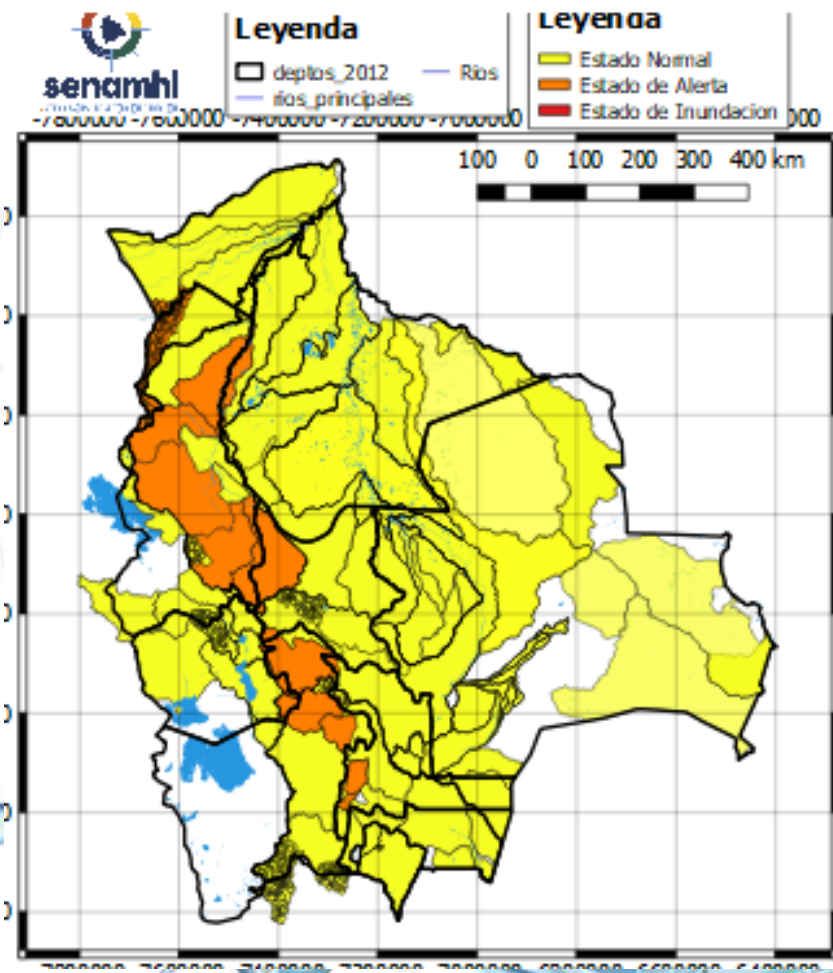 senamhi
Leyenda
deptos_2012
Rios
rios_principales
Leyenda
Estado Normal
Estado de Alerta
Estado de Inundacion
-7800000 -7600000 -7400000 -7200000 -7000000
100 0 100 200 300 400 km